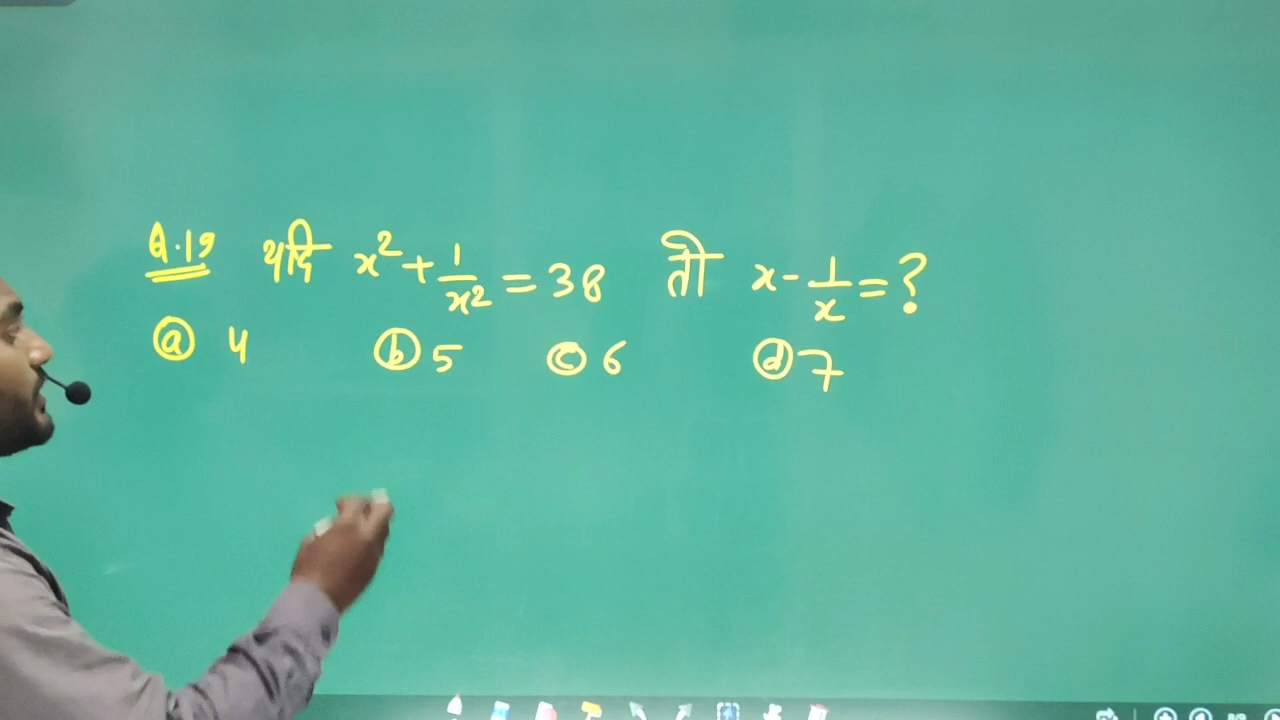 Q.19 यदि x² + 1/x² = 38 तो x - 1/x = ?
ⓐ 4 ⓑ 5 ⓒ 6 ⓓ 7